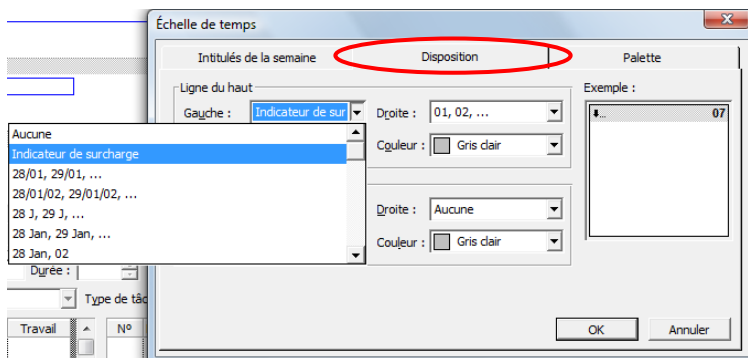 Échelle de temps
Intitulés de la semaine Disposition Palette
Ligne du haut
Exemple :
Gauche : Indicateur de sur Droite : 01, 02, ...
07
Couleur : Gris clair
Aucune
Indicateur de surcharge
28/01, 29/01, ...
28/01/02, 29/01/02, ...
28 J, 29 J, ...
28 Jan, 29 Jan, ...
28 Jan, 02
Droite : Aucune
Couleur : Gris clair
Durée :
Type de tâc
Travail N°
OK Annuler